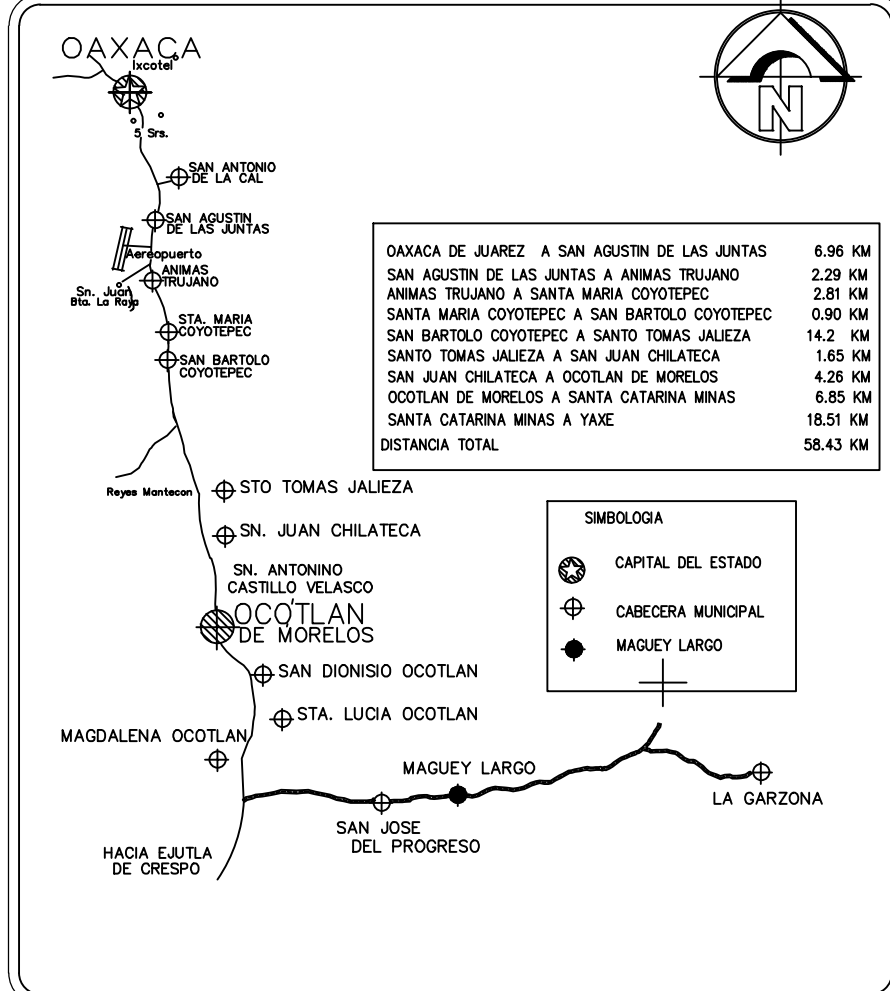 OAXACA
Ixcotel
5 Srs.
N
SAN ANTONIO
DE LA CAL
SAN AGUSTIN
DE LAS JUNTAS
Aereopuerto
ANIMAS
TRUJANO
Sn. Juan
Bta. La Raya
STA. MARIA
COYOTEPEC
SAN BARTOLO
COYOTEPEC
Reyes Mantecon
OAXACA DE JUAREZ A SAN AGUSTIN DE LAS JUNTAS 6.96 KM
SAN AGUSTIN DE LAS JUNTAS A ANIMAS TRUJANO 2.29 KM
ANIMAS TRUJANO A SANTA MARIA COYOTEPEC 2.81 KM
SANTA MARIA COYOTEPEC A SAN BARTOLO COYOTEPEC 0.90 KM
SAN BARTOLO COYOTEPEC A SANTO TOMAS JALIEZA 14.2 KM
SANTO TOMAS JALIEZA A SAN JUAN CHILATECA 1.65 KM
SAN JUAN CHILATECA A OCOTLAN DE MORELOS 4.26 KM
OCOTLAN DE MORELOS A SANTA CATARINA MINAS 6.85 KM
SANTA CATARINA MINAS A YAXE 18.51 KM
DISTANCIA TOTAL 58.43 KM
STO TOMAS JALIEZA
SN. JUAN CHILATECA
SN. ANTONINO
CASTILLO VELASCO
OCOTLAN
DE MORELOS
SAN DIONISIO OCOTLAN
STA. LUCIA OCOTLAN
MAGDALENA OCOTLAN
SIMBOLOGIA
CAPITAL DEL ESTADO
CABECERA MUNICIPAL
MAGUEY LARGO
MAGUEY LARGO
LA GARZONA
SAN JOSE
DEL PROGRESO
HACIA EJUTLA
DE CRESPO